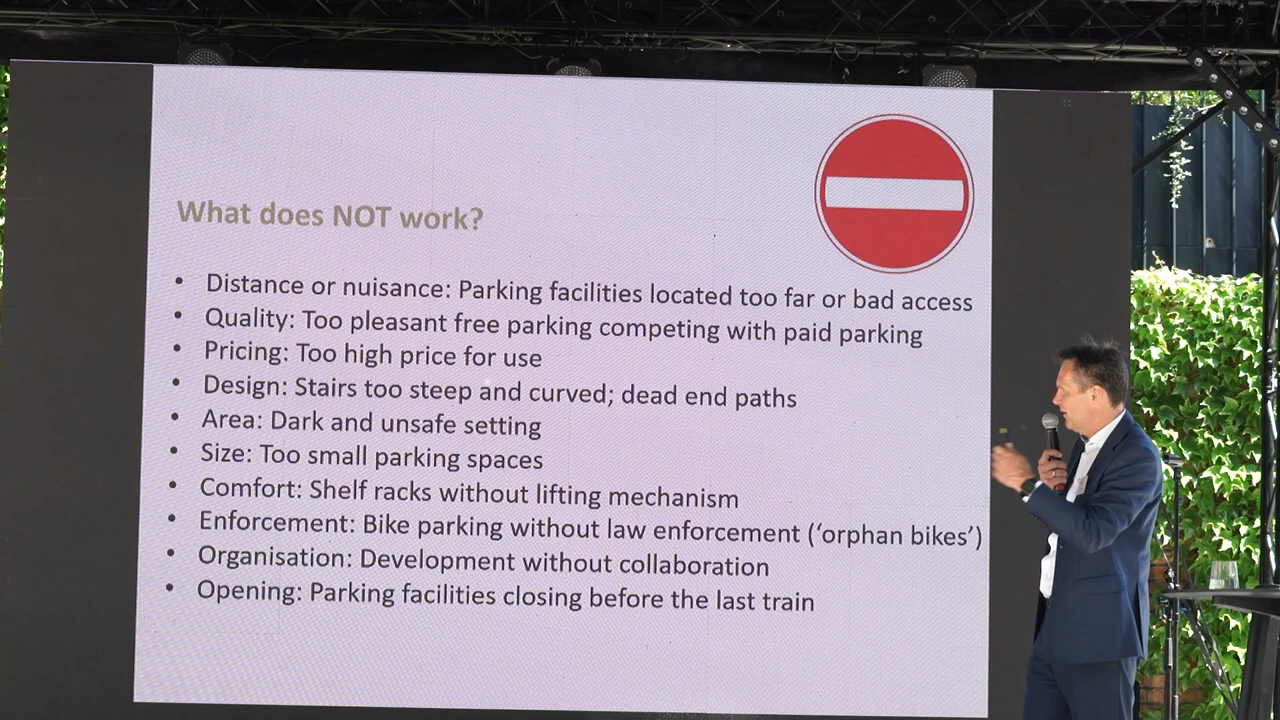 What does NOT work?
• Distance or nuisance: Parking facilities located too far or bad access
• Quality: Too pleasant free parking competing with paid parking
• Pricing: Too high price for use
• Design: Stairs too steep and curved; dead end paths
• Area: Dark and unsafe setting
• Size: Too small parking spaces
• Comfort: Shelf racks without lifting mechanism
• Enforcement: Bike parking without law enforcement (‘orphan bikes’)
• Organisation: Development without collaboration
• Opening: Parking facilities closing before the last train